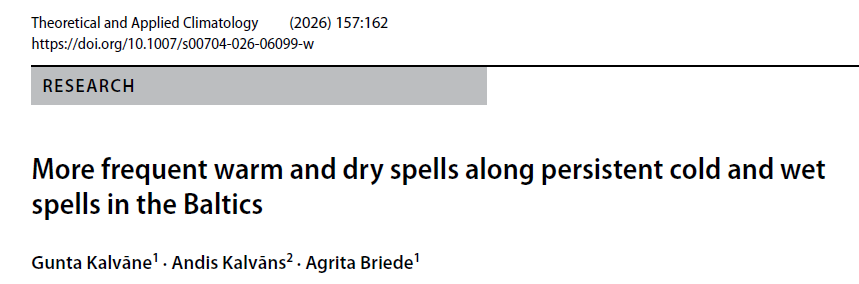 Theoretical and Applied Climatology (2026) 157:162
https://doi.org/10.1007/s00704-026-06099-w
RESEARCH
More frequent warm and dry spells along persistent cold and wet
spells in the Baltics
Gunta Kalvāne¹ · Andis Kalvāns² · Agrita Briede¹